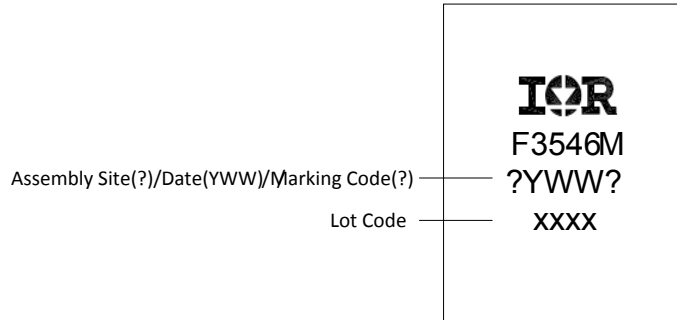 IOR
F3546M
Assembly Site(?)/Date(YWW)/Marking Code(?)
?YWW?
Lot Code
xxxx